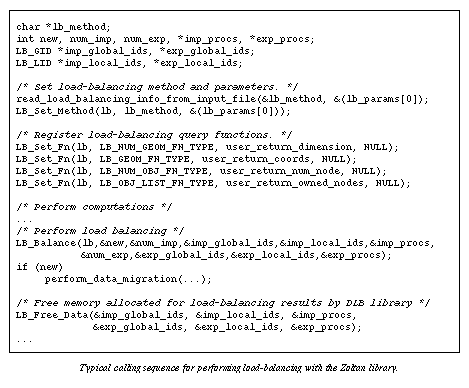 char *lb_method;
int new, num_imp, num_exp, *imp_procs, *exp_procs;
LB_GID *imp_global_ids, *exp_global_ids;
LB_LID *imp_local_ids, *exp_local_ids;
/* Set load-balancing method and parameters. */
read_load_balancing_info_from_input_file(&lb_method, &(lb_params[0]);
LB_Set_Method(lb, lb_method, &(lb_params[0]));
/* Register load-balancing query functions. */
LB_Set_Fn(lb, LB_NUM_GEOM_FN_TYPE, user_return_dimension, NULL);
LB_Set_Fn(lb, LB_GEOM_FN_TYPE, user_return_coords, NULL);
LB_Set_Fn(lb, LB_NUM_OBJ_FN_TYPE, user_return_num_node, NULL);
LB_Set_Fn(lb, LB_OBJ_LIST_FN_TYPE, user_return_owned_nodes, NULL);
/* Perform computations */
...
/* Perform load balancing */
LB_Balance(lb,&new,&num_imp,&imp_global_ids,&imp_local_ids,&imp_procs,
&num_exp,&exp_global_ids,&exp_local_ids,&exp_procs);
if (new)
perform_data_migration(...);
/* Free memory allocated for load-balancing results by DLB library */
LB_Free_Data(&imp_global_ids, &imp_local_ids, &imp_procs,
&exp_global_ids, &exp_local_ids, &exp_procs);
...
Typical calling sequence for performing load-balancing with the Zoltan library.